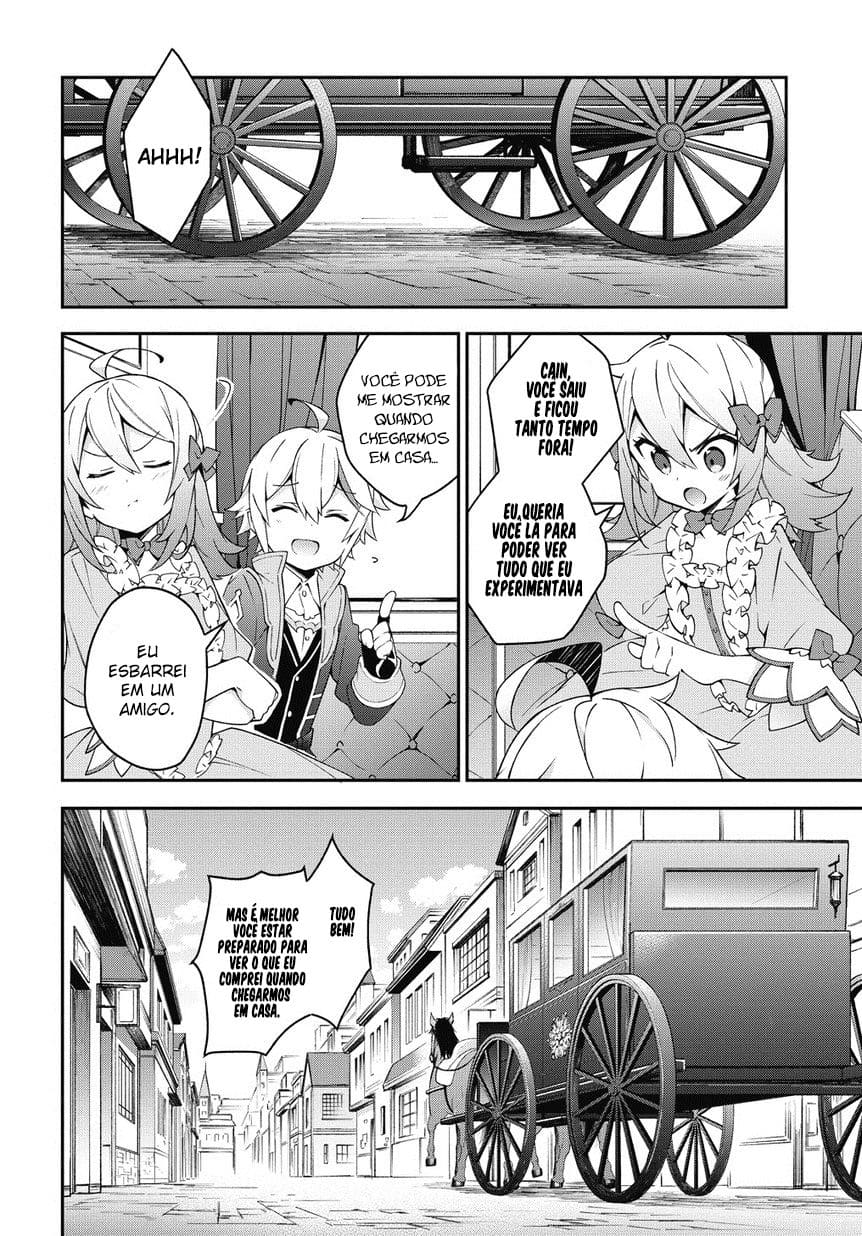 AHHH!
CAIN,
VOCÊ SAIU
E FICOU
TANTO TEMPO
FORA!
EU QUERIA
VOCÊ LÁ PARA
PODER VER
TUDO QUE EU
EXPERIMENTAVA
VOCÊ PODE
ME MOSTRAR
QUANDO
CHEGARMOS
EM CASA...
EU
ESBARREI
EM UM
AMIGO.
TUDO
BEM!
MAS É MELHOR
VOCÊ ESTAR
PREPARADO PARA
VER O QUE EU
COMPREI QUANDO
CHEGARMOS
EM CASA.